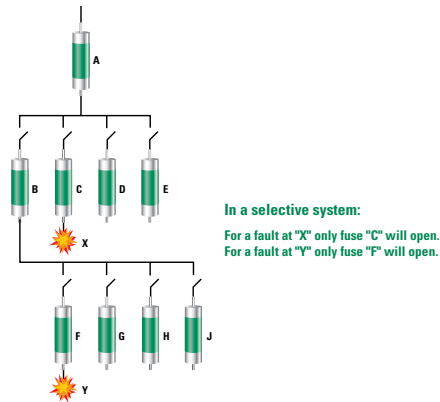 A
B
C
D
E
X
In a selective system:
For a fault at "X" only fuse "C" will open.
For a fault at "Y" only fuse "F" will open.
F
G
H
J
Y